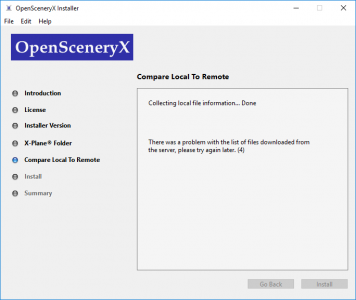 OpenSceneryX Installer
File Edit Help
OpenSceneryX
Compare Local To Remote
Introduction
License
Installer Version
X-Plane® Folder
Compare Local To Remote
Install
Summary
Collecting local file information... Done
There was a problem with the list of files downloaded from
the server, please try again later. (4)
Go Back Install